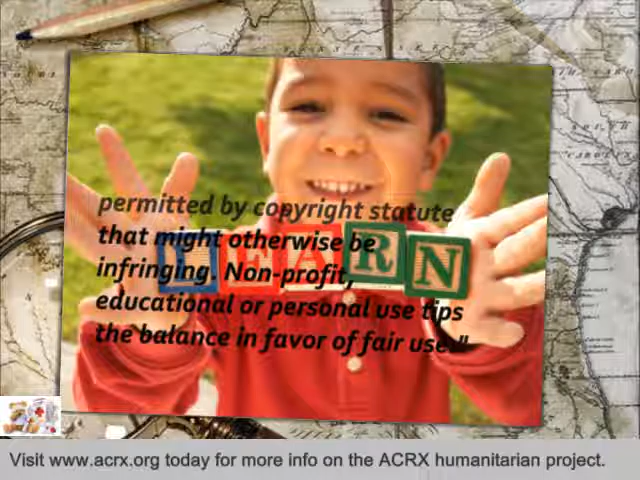 permitted by copyright statute
that might otherwise be
infringing. Non-profit,
educational or personal use tips
the balance in favor of fair use."
LEARN
Visit www.acrx.org today for more info on the ACRX humanitarian project.